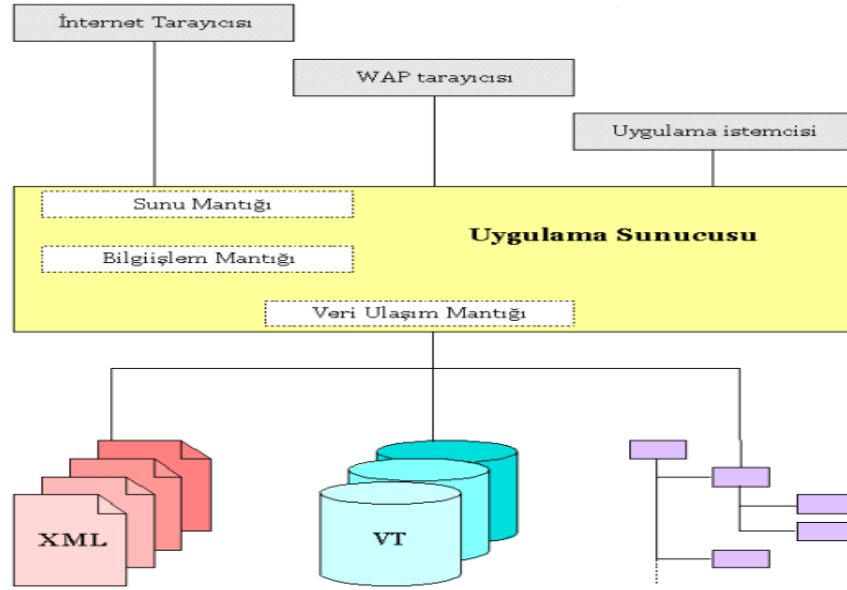 İnternet Tarayıcısı
WAP tarayıcısı
Uygulama istemcisi
Sunu Mantığı
Uygulama Sunucusu
Bilgiişlem Mantığı
Veri Ulaşım Mantığı
XML
VT